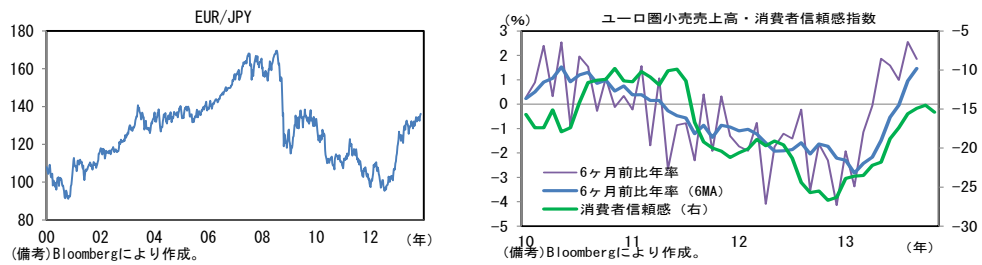 EUR/JPY
180
160
140
120
100
80
00 02 04 06 08 10 12 (年)
(備考)Bloombergにより作成。
ユーロ圏小売売上高・消費者信頼感指数
(%)
3
2
1
0
-1
-2
-3
-4
-5
-5
-10
-15
-20
-25
-30
6ヶ月前比年率
6ヶ月前比年率（6MA）
消費者信頼感（右）
10 11 12 13 (年)
(備考)Bloombergにより作成。